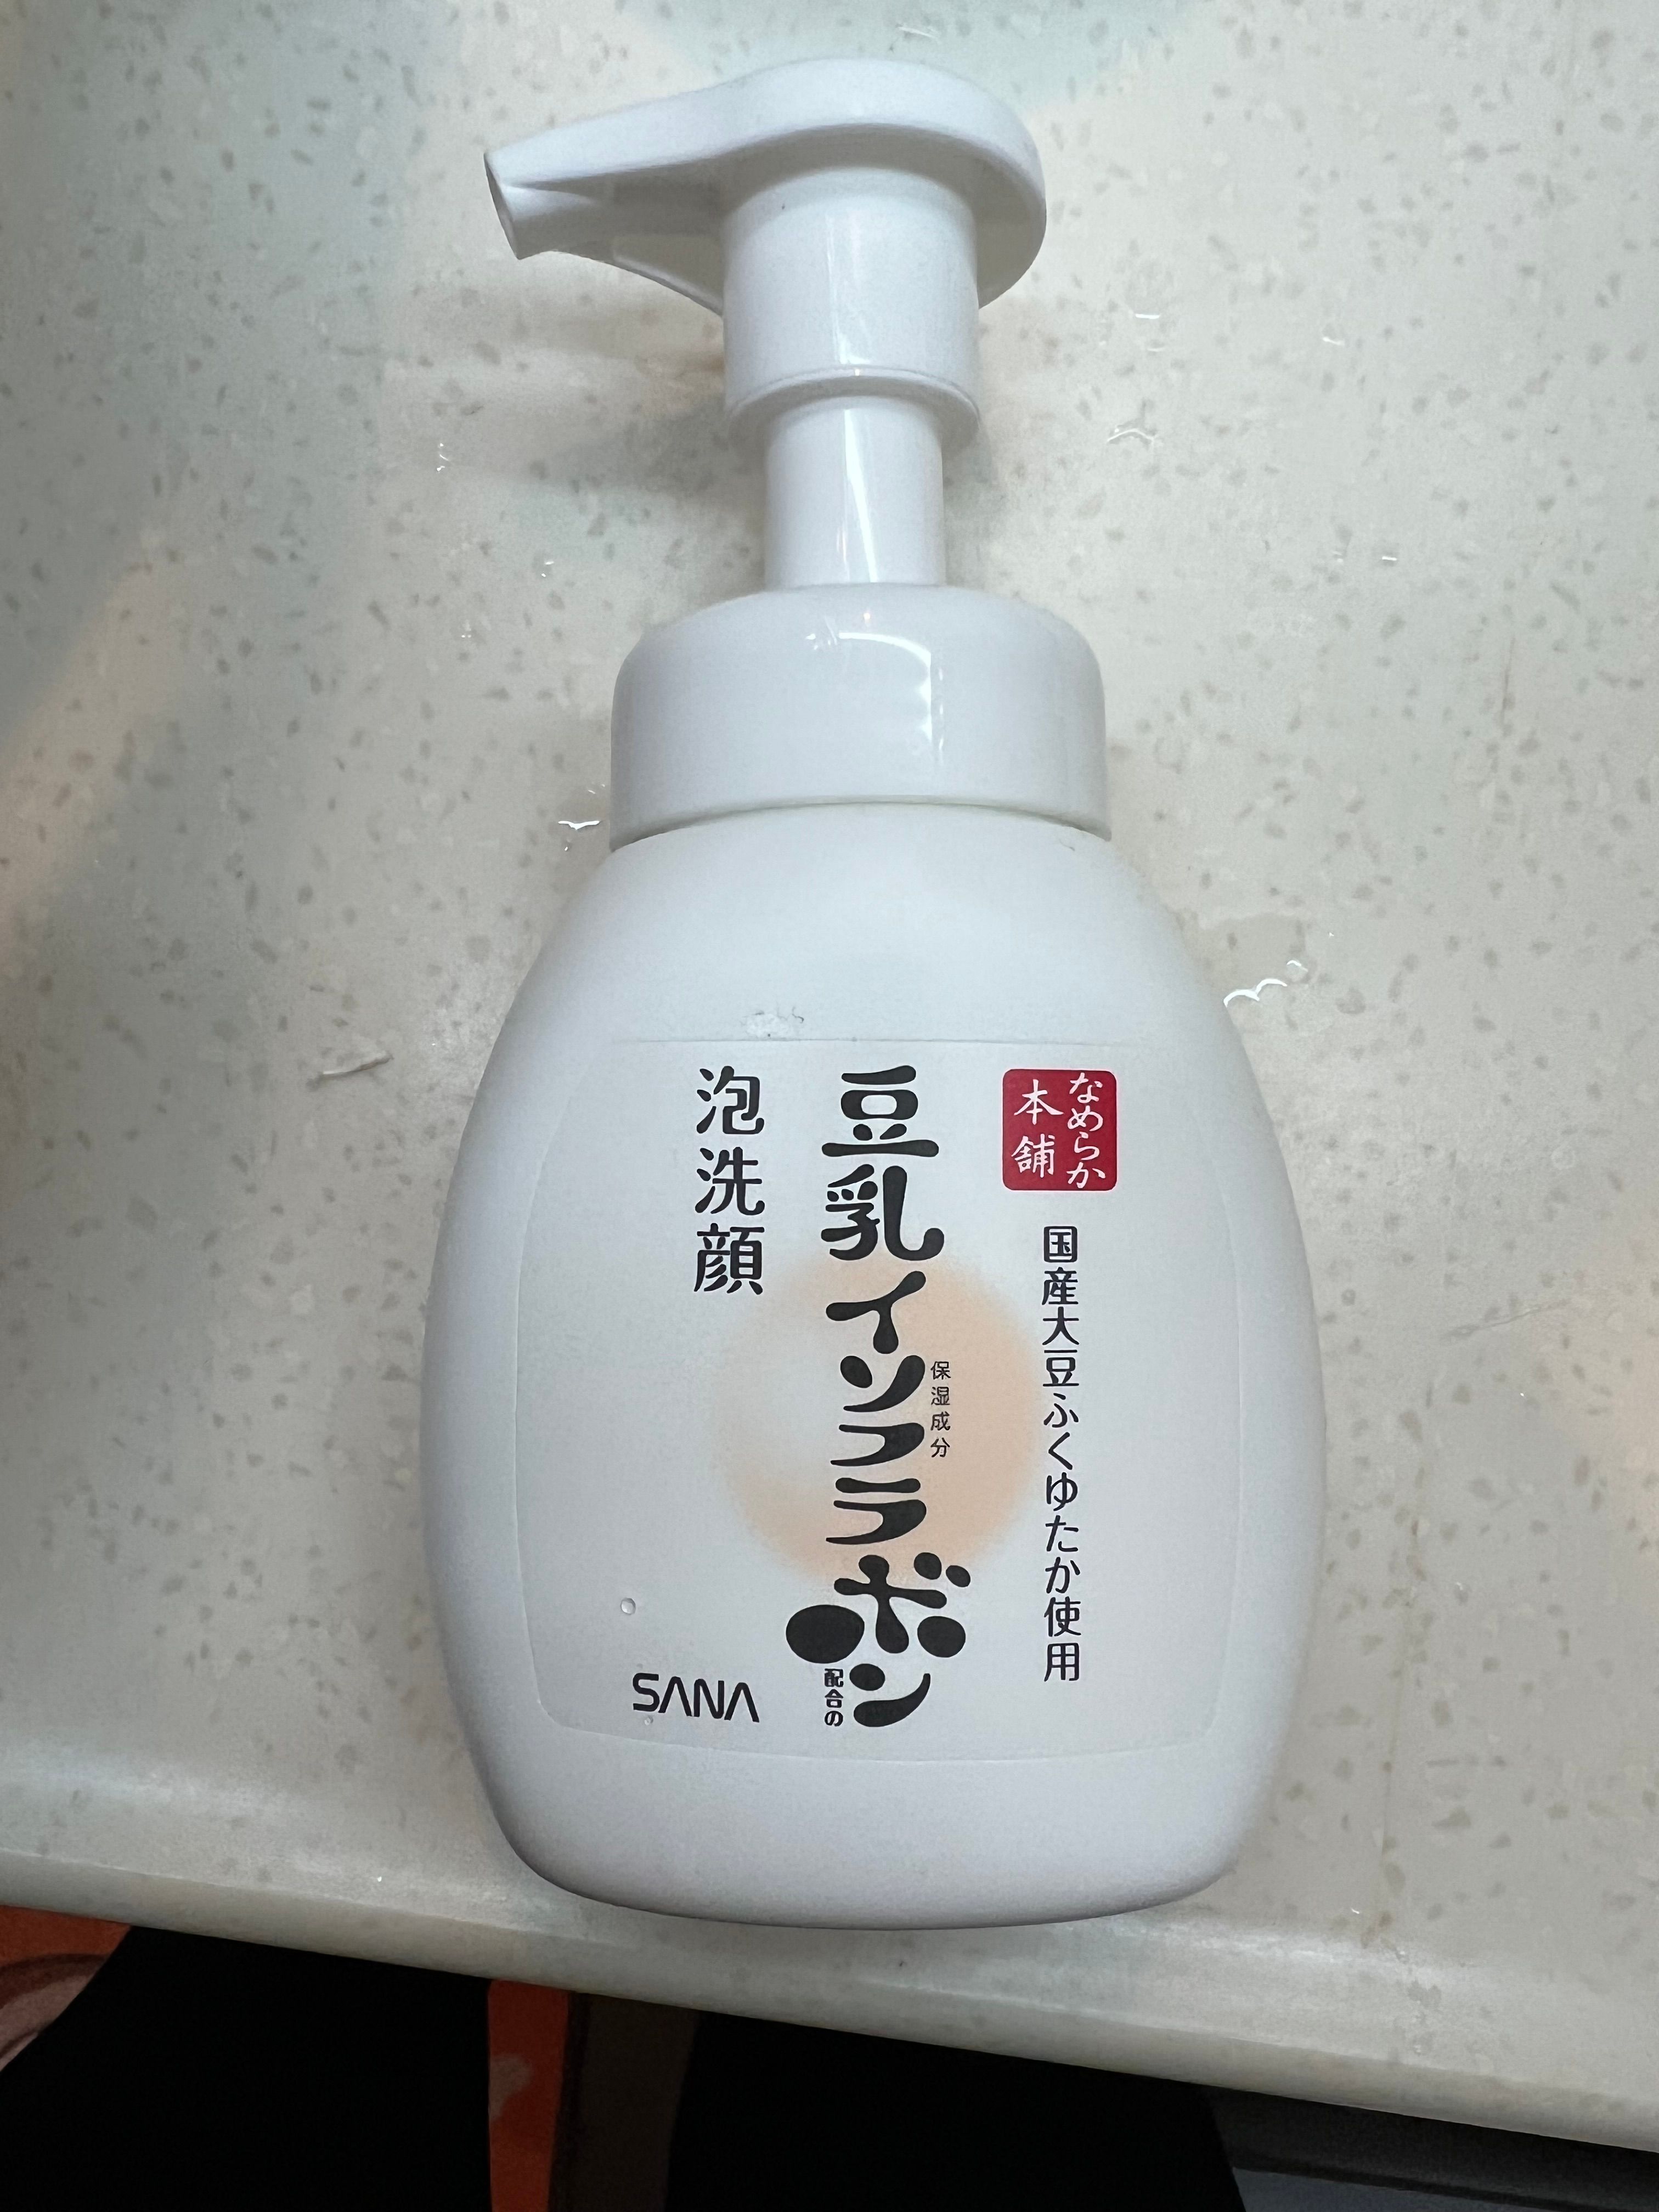 なめらか
本舗
国産大豆ふくゆたか使用
豆乳イソフラボン
保湿成分
配合の
泡洗顔
SANA